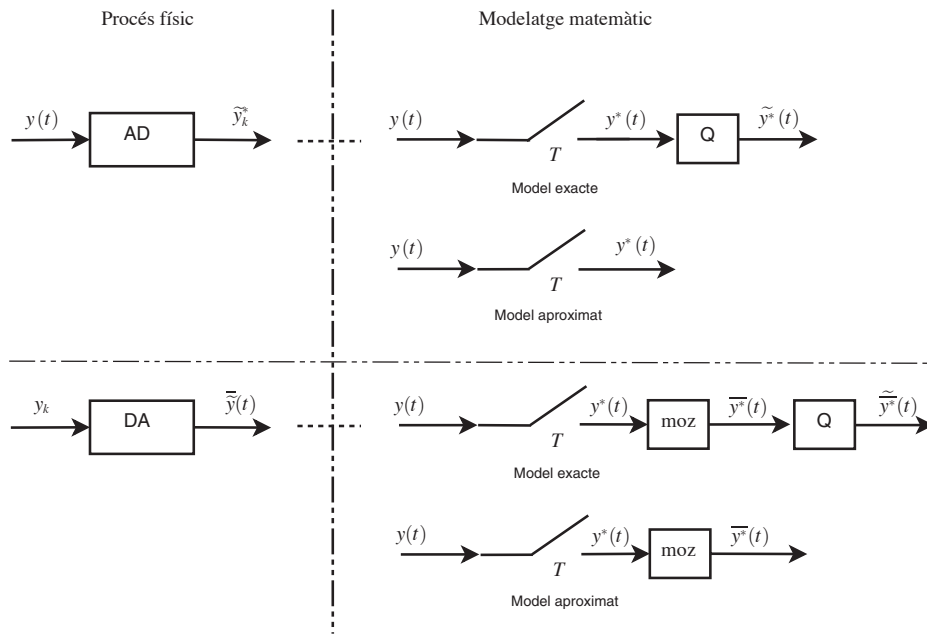 Procés físic
Modelatge matemàtic
y(t)
AD
ỹ*ₖ
y(t)
T
y*(t)
Q
ỹ*(t)
Model exacte
y(t)
T
y*(t)
Model aproximat
yₖ
DA
ỹ̅(t)
y(t)
T
y*(t)
moz
y̅*̅(t)
Q
ỹ̅*̅(t)
Model exacte
y(t)
T
y*(t)
moz
y̅*̅(t)
Model aproximat